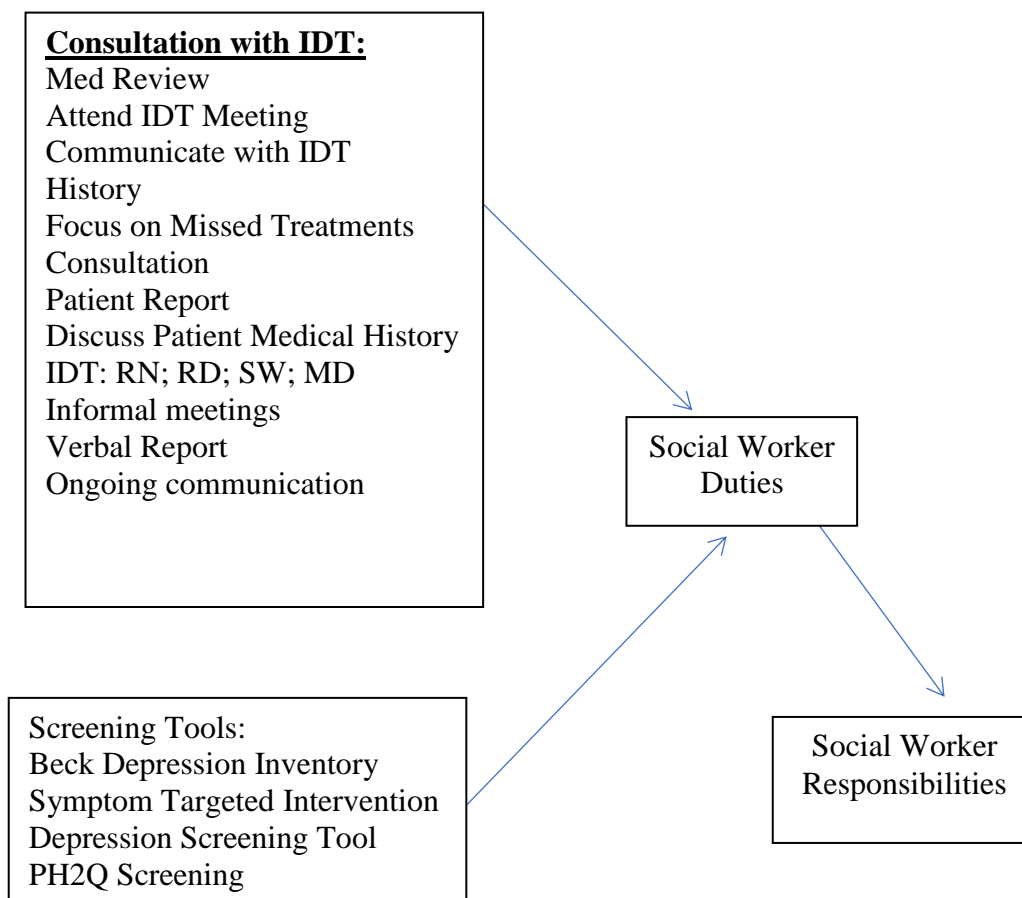 Consultation with IDT:
Med Review
Attend IDT Meeting
Communicate with IDT
History
Focus on Missed Treatments
Consultation
Patient Report
Discuss Patient Medical History
IDT: RN; RD; SW; MD
Informal meetings
Verbal Report
Ongoing communication
Social Worker
Duties
Screening Tools:
Beck Depression Inventory
Symptom Targeted Intervention
Depression Screening Tool
PH2Q Screening
Social Worker
Responsibilities